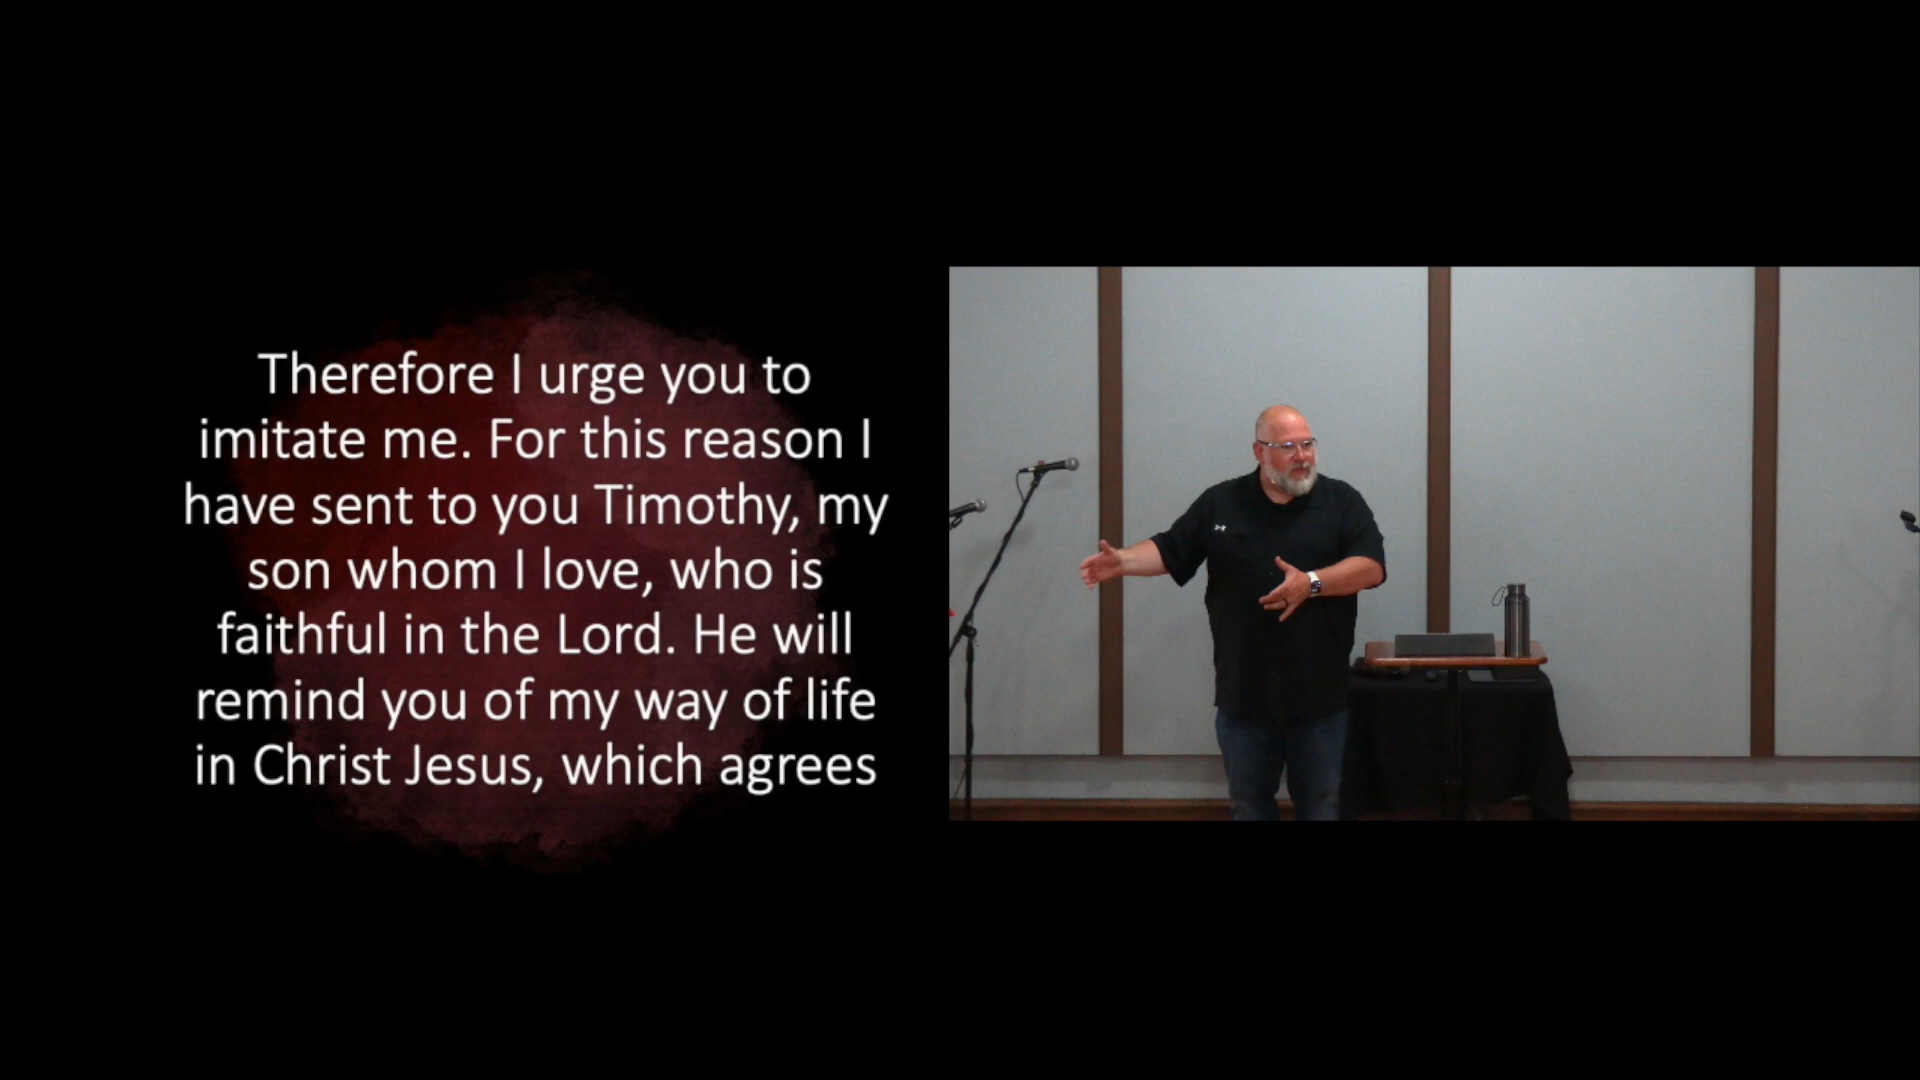 Therefore I urge you to
imitate me. For this reason I
have sent to you Timothy, my
son whom I love, who is
faithful in the Lord. He will
remind you of my way of life
in Christ Jesus, which agrees